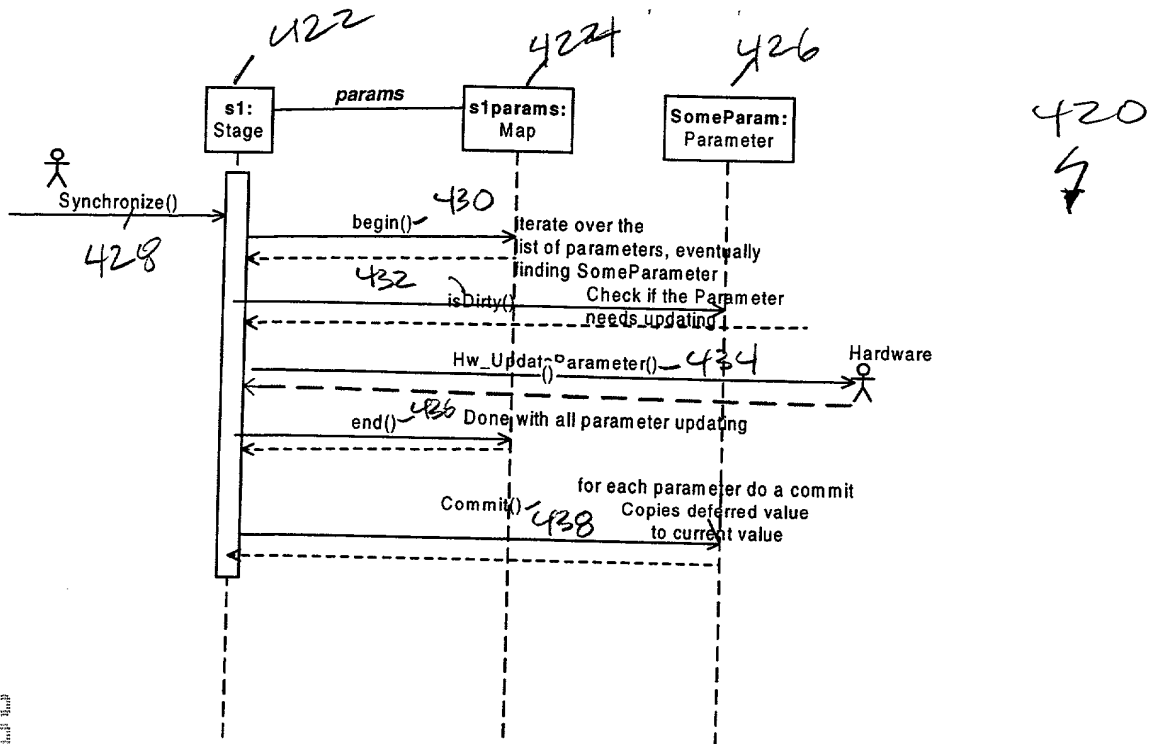 422
424
426
420
s1:
Stage
params
s1params:
Map
SomeParam:
Parameter
Synchronize()
428
begin() 430
Iterate over the
list of parameters, eventually
finding SomeParameter
432
isDirty()
Check if the Parameter
needs updating
Hw_UpdateParameter() 434
()
Hardware
end() 436 Done with all parameter updating
Commit() 438
for each parameter do a commit
Copies deferred value
to current value